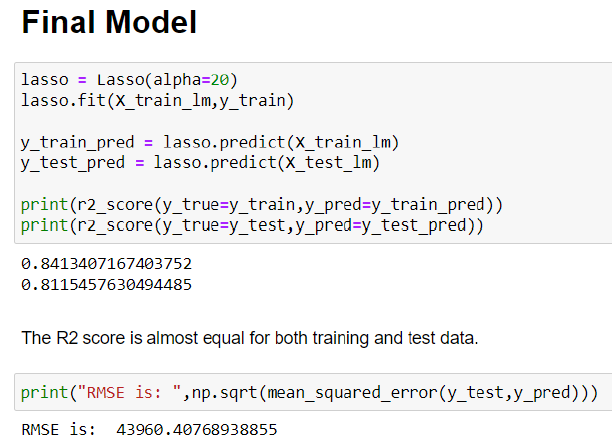 Final Model
lasso = Lasso(alpha=20)
lasso.fit(X_train_lm,y_train)
y_train_pred = lasso.predict(X_train_lm)
y_test_pred = lasso.predict(X_test_lm)
print(r2_score(y_true=y_train,y_pred=y_train_pred))
print(r2_score(y_true=y_test,y_pred=y_test_pred))
0.8413407167403752
0.8115457630494485
The R2 score is almost equal for both training and test data.
print("RMSE is: ",np.sqrt(mean_squared_error(y_test,y_pred)))
RMSE is:  43960.40768938855